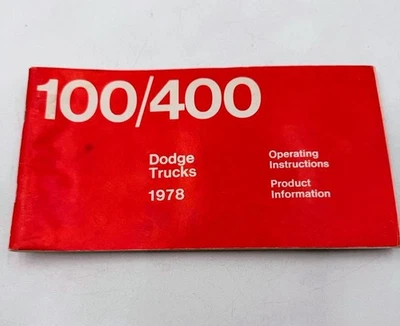 100/400
Dodge
Trucks
1978
Operating
Instructions
Product
Information